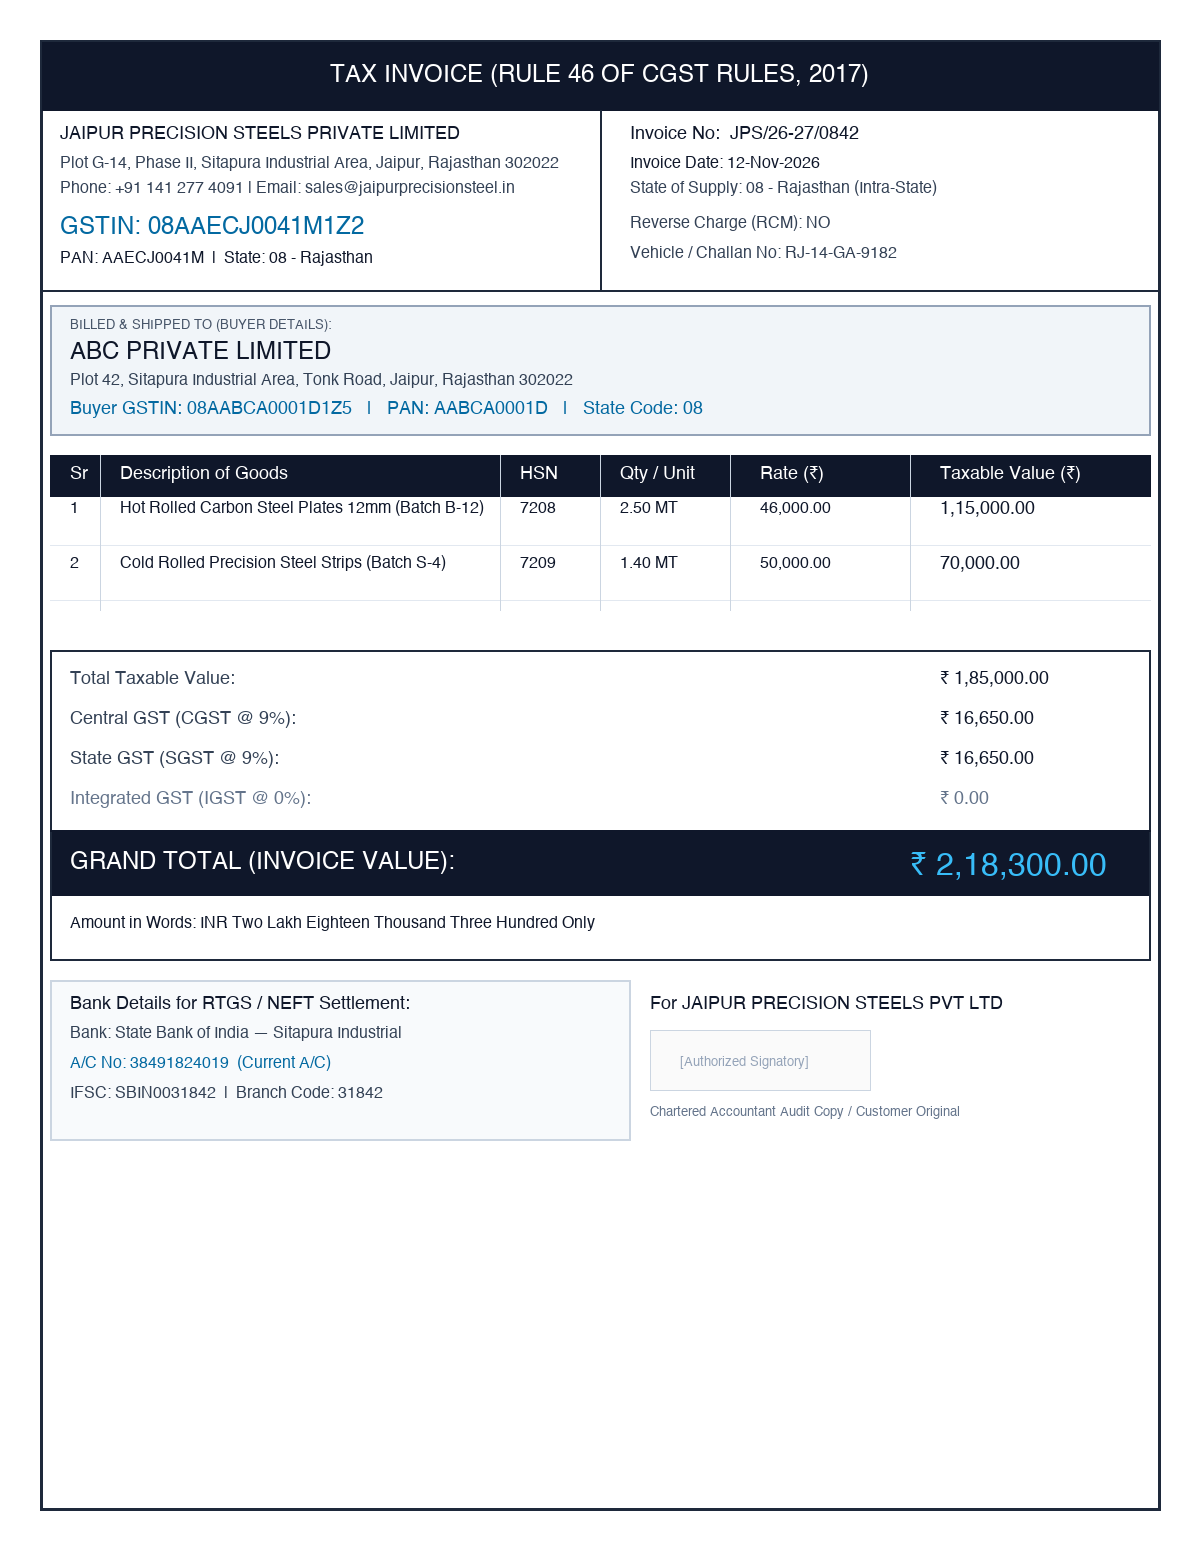 TAX INVOICE (RULE 46 OF CGST RULES, 2017)
JAIPUR PRECISION STEELS PRIVATE LIMITED
Plot G-14, Phase II, Sitapura Industrial Area, Jaipur, Rajasthan 302022
Phone: +91 141 277 4091 | Email: sales@jaipurprecisionsteel.in
GSTIN: 08AAECJ0041M1Z2
PAN: AAECJ0041M | State: 08 - Rajasthan
Invoice No: JPS/26-27/0842
Invoice Date: 12-Nov-2026
State of Supply: 08 - Rajasthan (Intra-State)
Reverse Charge (RCM): NO
Vehicle / Challan No: RJ-14-GA-9182
BILLED & SHIPPED TO (BUYER DETAILS):
ABC PRIVATE LIMITED
Plot 42, Sitapura Industrial Area, Tonk Road, Jaipur, Rajasthan 302022
Buyer GSTIN: 08AABCA0001D1Z5 | PAN: AABCA0001D | State Code: 08
Sr Description of Goods HSN Qty / Unit Rate (₹) Taxable Value (₹)
1 Hot Rolled Carbon Steel Plates 12mm (Batch B-12) 7208 2.50 MT 46,000.00 1,15,000.00
2 Cold Rolled Precision Steel Strips (Batch S-4) 7209 1.40 MT 50,000.00 70,000.00
Total Taxable Value: ₹ 1,85,000.00
Central GST (CGST @ 9%): ₹ 16,650.00
State GST (SGST @ 9%): ₹ 16,650.00
Integrated GST (IGST @ 0%): ₹ 0.00
GRAND TOTAL (INVOICE VALUE): ₹ 2,18,300.00
Amount in Words: INR Two Lakh Eighteen Thousand Three Hundred Only
Bank Details for RTGS / NEFT Settlement:
Bank: State Bank of India — Sitapura Industrial
A/C No: 38491824019 (Current A/C)
IFSC: SBIN0031842 | Branch Code: 31842
For JAIPUR PRECISION STEELS PVT LTD
[Authorized Signatory]
Chartered Accountant Audit Copy / Customer Original